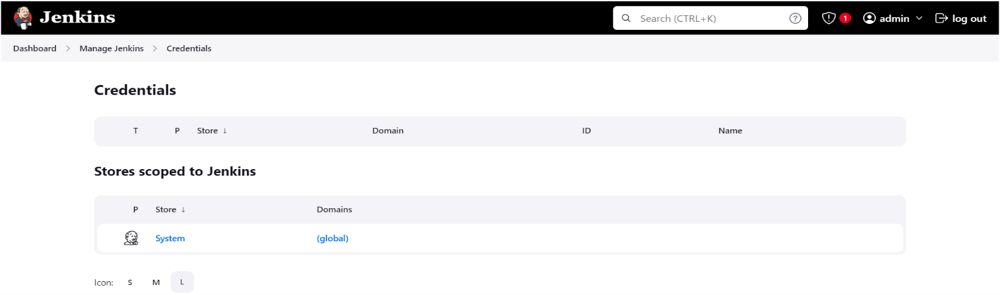 Jenkins Search (CTRL+K) ? 1 admin log out
Dashboard > Manage Jenkins > Credentials
Credentials
T P Store ↓ Domain ID Name
Stores scoped to Jenkins
P Store ↓ Domains
System (global)
Icon: S M L